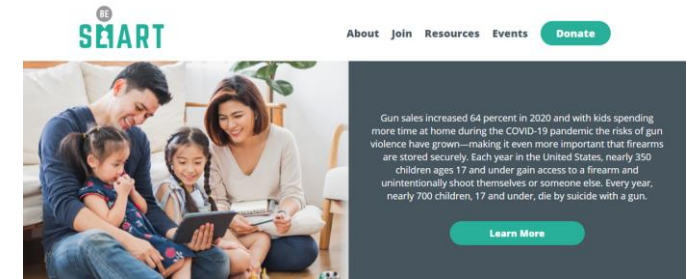 BE
SMART
About Join Resources Events Donate
Gun sales increased 64 percent in 2020 and with kids spending
more time at home during the COVID-19 pandemic the risks of gun
violence have grown—making it even more important that firearms
are stored securely. Each year in the United States, nearly 350
children ages 17 and under gain access to a firearm and
unintentionally shoot themselves or someone else. Every year,
nearly 700 children, 17 and under, die by suicide with a gun.
Learn More